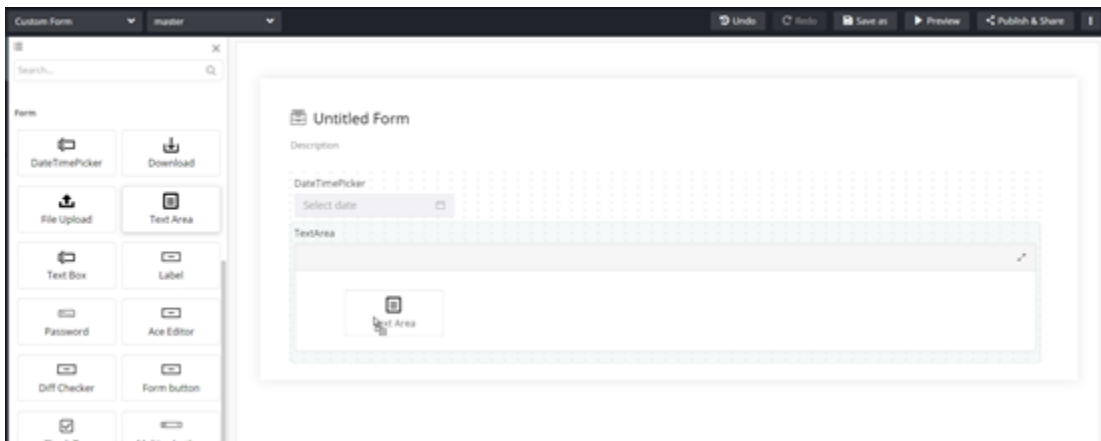 Custom Form
master
Undo
Redo
Save as
Preview
Publish & Share
Search...
Form
DateTimePicker
Download
File Upload
Text Area
Text Box
Label
Password
Ace Editor
Diff Checker
Form button
Untitled Form
Description
DateTimePicker
Select date
TextArea
Text Area